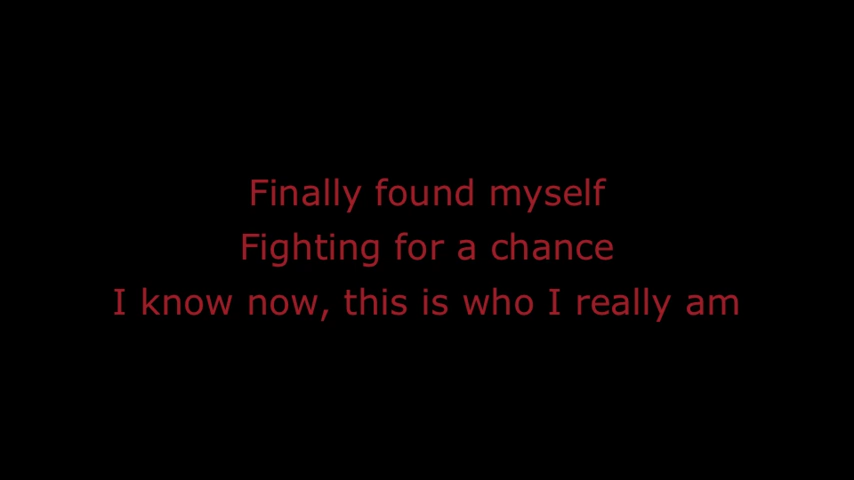 Finally found myself
Fighting for a chance
I know now, this is who I really am